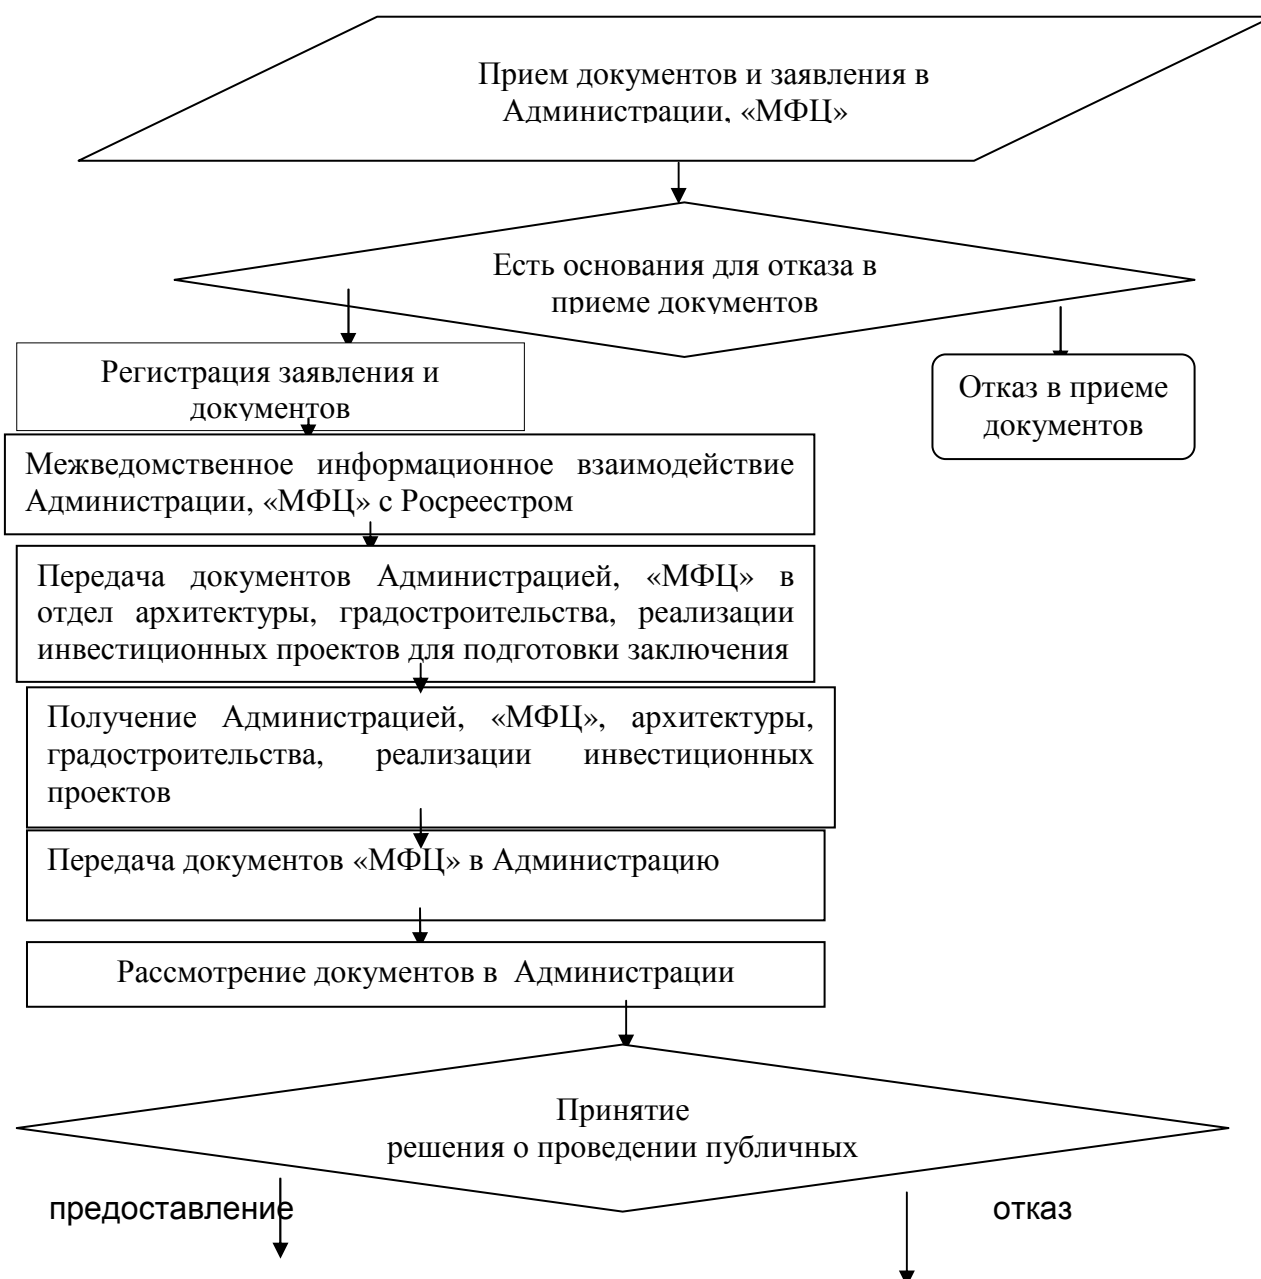 Прием документов и заявления в
Администрации, «МФЦ»
Есть основания для отказа в
приеме документов
Регистрация заявления и
документов
Отказ в приеме
документов
Межведомственное информационное взаимодействие
Администрации, «МФЦ» с Росреестром
Передача документов Администрацией, «МФЦ» в
отдел архитектуры, градостроительства, реализации
инвестиционных проектов для подготовки заключения
Получение Администрацией, «МФЦ», архитектуры,
градостроительства, реализации инвестиционных
проектов
Передача документов «МФЦ» в Администрацию
Рассмотрение документов в Администрации
Принятие
решения о проведении публичных
предоставление
отказ